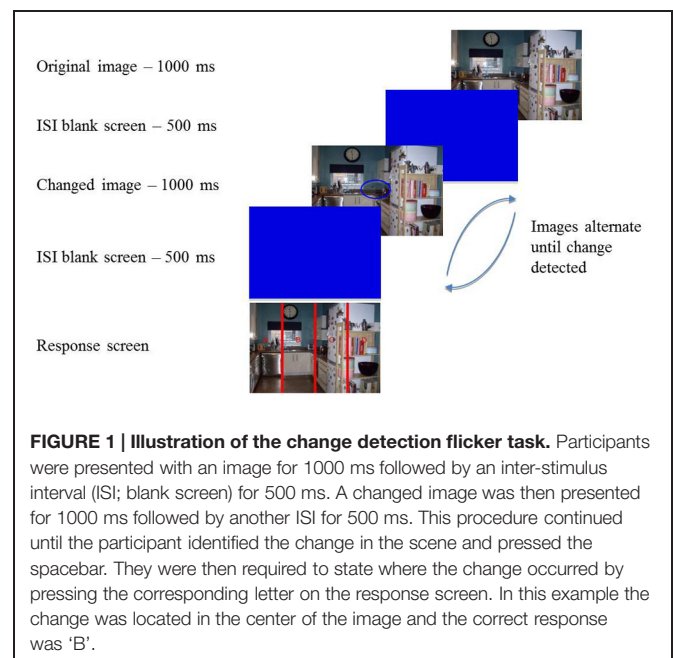 Original image – 1000 ms
ISI blank screen – 500 ms
Changed image – 1000 ms
ISI blank screen – 500 ms
Images alternate
until change
detected
Response screen
FIGURE 1 | Illustration of the change detection flicker task. Participants
were presented with an image for 1000 ms followed by an inter-stimulus
interval (ISI; blank screen) for 500 ms. A changed image was then presented
for 1000 ms followed by another ISI for 500 ms. This procedure continued
until the participant identified the change in the scene and pressed the
spacebar. They were then required to state where the change occurred by
pressing the corresponding letter on the response screen. In this example the
change was located in the center of the image and the correct response
was ‘B’.